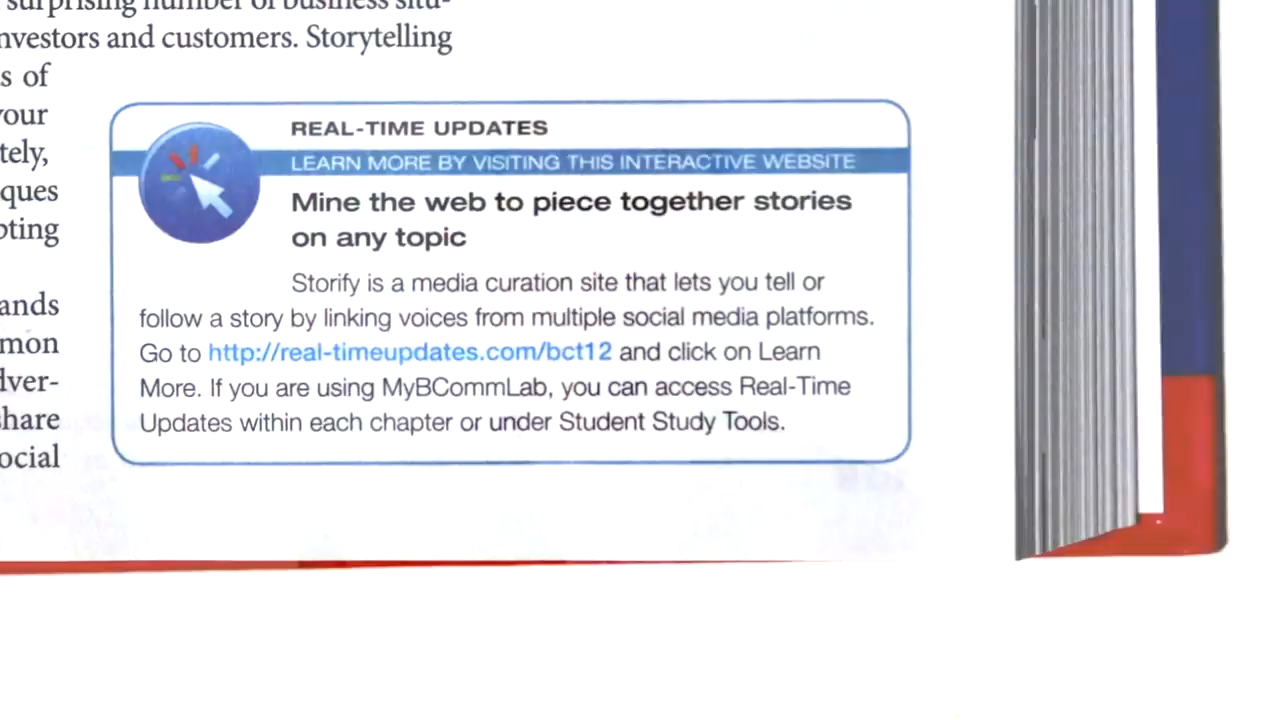 surprising number of business situ-
investors and customers. Storytelling
s of
your
tely,
ques
pting
ands
mon
dver-
share
ocial
REAL-TIME UPDATES
LEARN MORE BY VISITING THIS INTERACTIVE WEBSITE
Mine the web to piece together stories
on any topic
Storify is a media curation site that lets you tell or
follow a story by linking voices from multiple social media platforms.
Go to http://real-timeupdates.com/bct12 and click on Learn
More. If you are using MyBCommLab, you can access Real-Time
Updates within each chapter or under Student Study Tools.